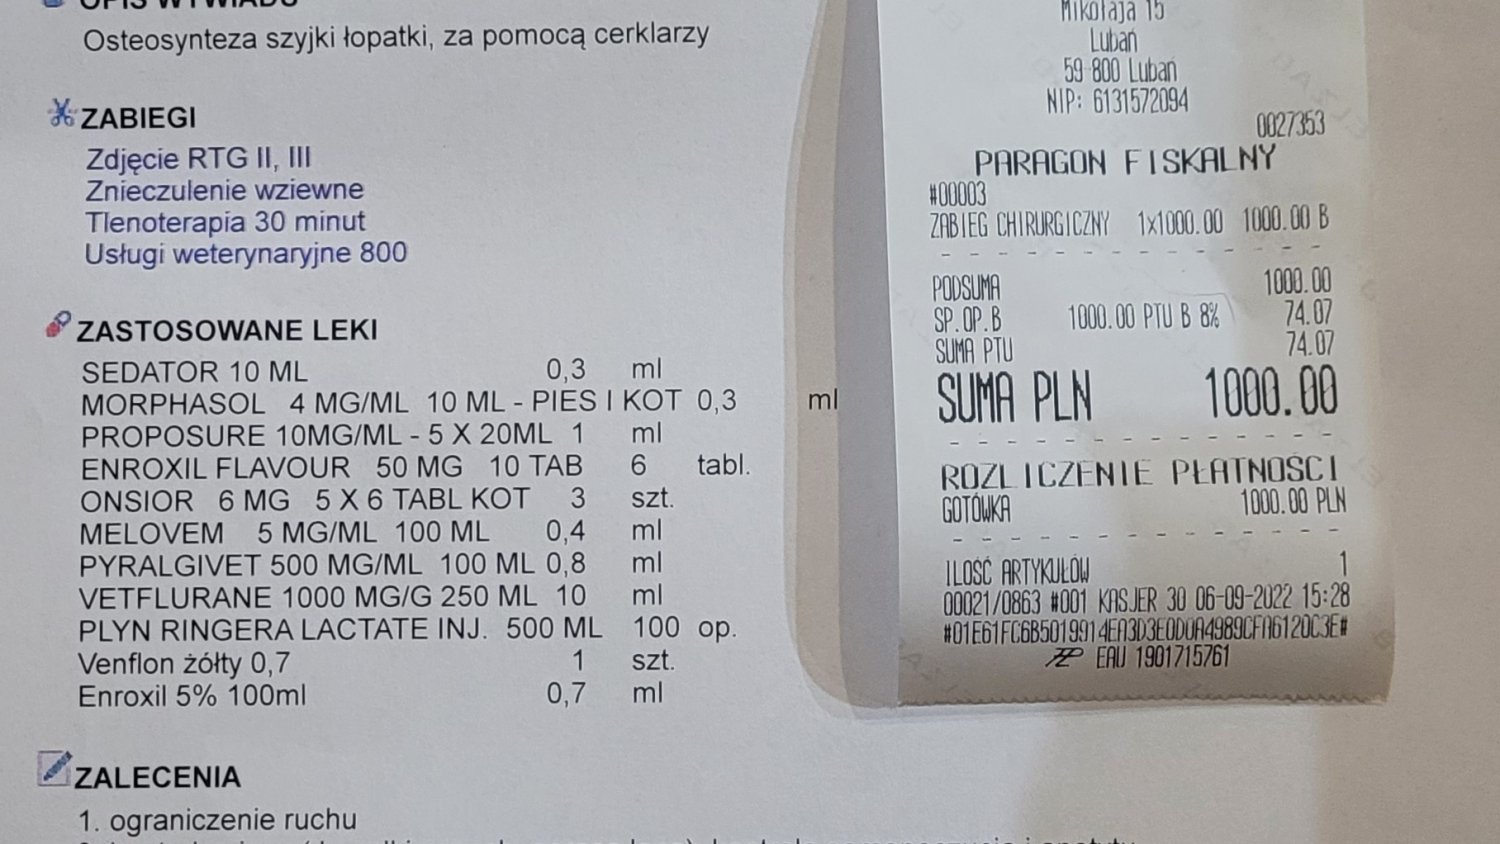 OPIS WYWIADU
Osteosynteza szyjki łopatki, za pomocą cerklarzy
ZABIEGI
Zdjęcie RTG II, III
Znieczulenie wziewne
Tlenoterapia 30 minut
Usługi weterynaryjne 800
ZASTOSOWANE LEKI
SEDATOR 10 ML 0,3 ml
MORPHASOL 4 MG/ML 10 ML - PIES I KOT 0,3 ml
PROPOSURE 10MG/ML - 5 X 20ML 1 ml
ENROXIL FLAVOUR 50 MG 10 TAB 6 tabl.
ONSIOR 6 MG 5 X 6 TABL KOT 3 szt.
MELOVEM 5 MG/ML 100 ML 0,4 ml
PYRALGIVET 500 MG/ML 100 ML 0,8 ml
VETFLURANE 1000 MG/G 250 ML 10 ml
PLYN RINGERA LACTATE INJ. 500 ML 100 op.
Venflon żółty 0,7 1 szt.
Enroxil 5% 100ml 0,7 ml
ZALECENIA
1. ograniczenie ruchu
Mikołaja 15
Lubań
59-800 Lubań
NIP: 6131572094
0027353
PARAGON FISKALNY
#00003
ZABIEG CHIRURGICZNY 1x1000.00 1000.00 B
PODSUMA 1000.00
SP.OP.B 1000.00 PTU B 8% 74.07
SUMA PTU 74.07
SUMA PLN 1000.00
ROZLICZENIE PŁATNOŚCI
GOTÓWKA 1000.00 PLN
ILOŚĆ ARTYKUŁÓW 1
00021/0863 #001 KASJER 30 06-09-2022 15:28
EAU 1901715761